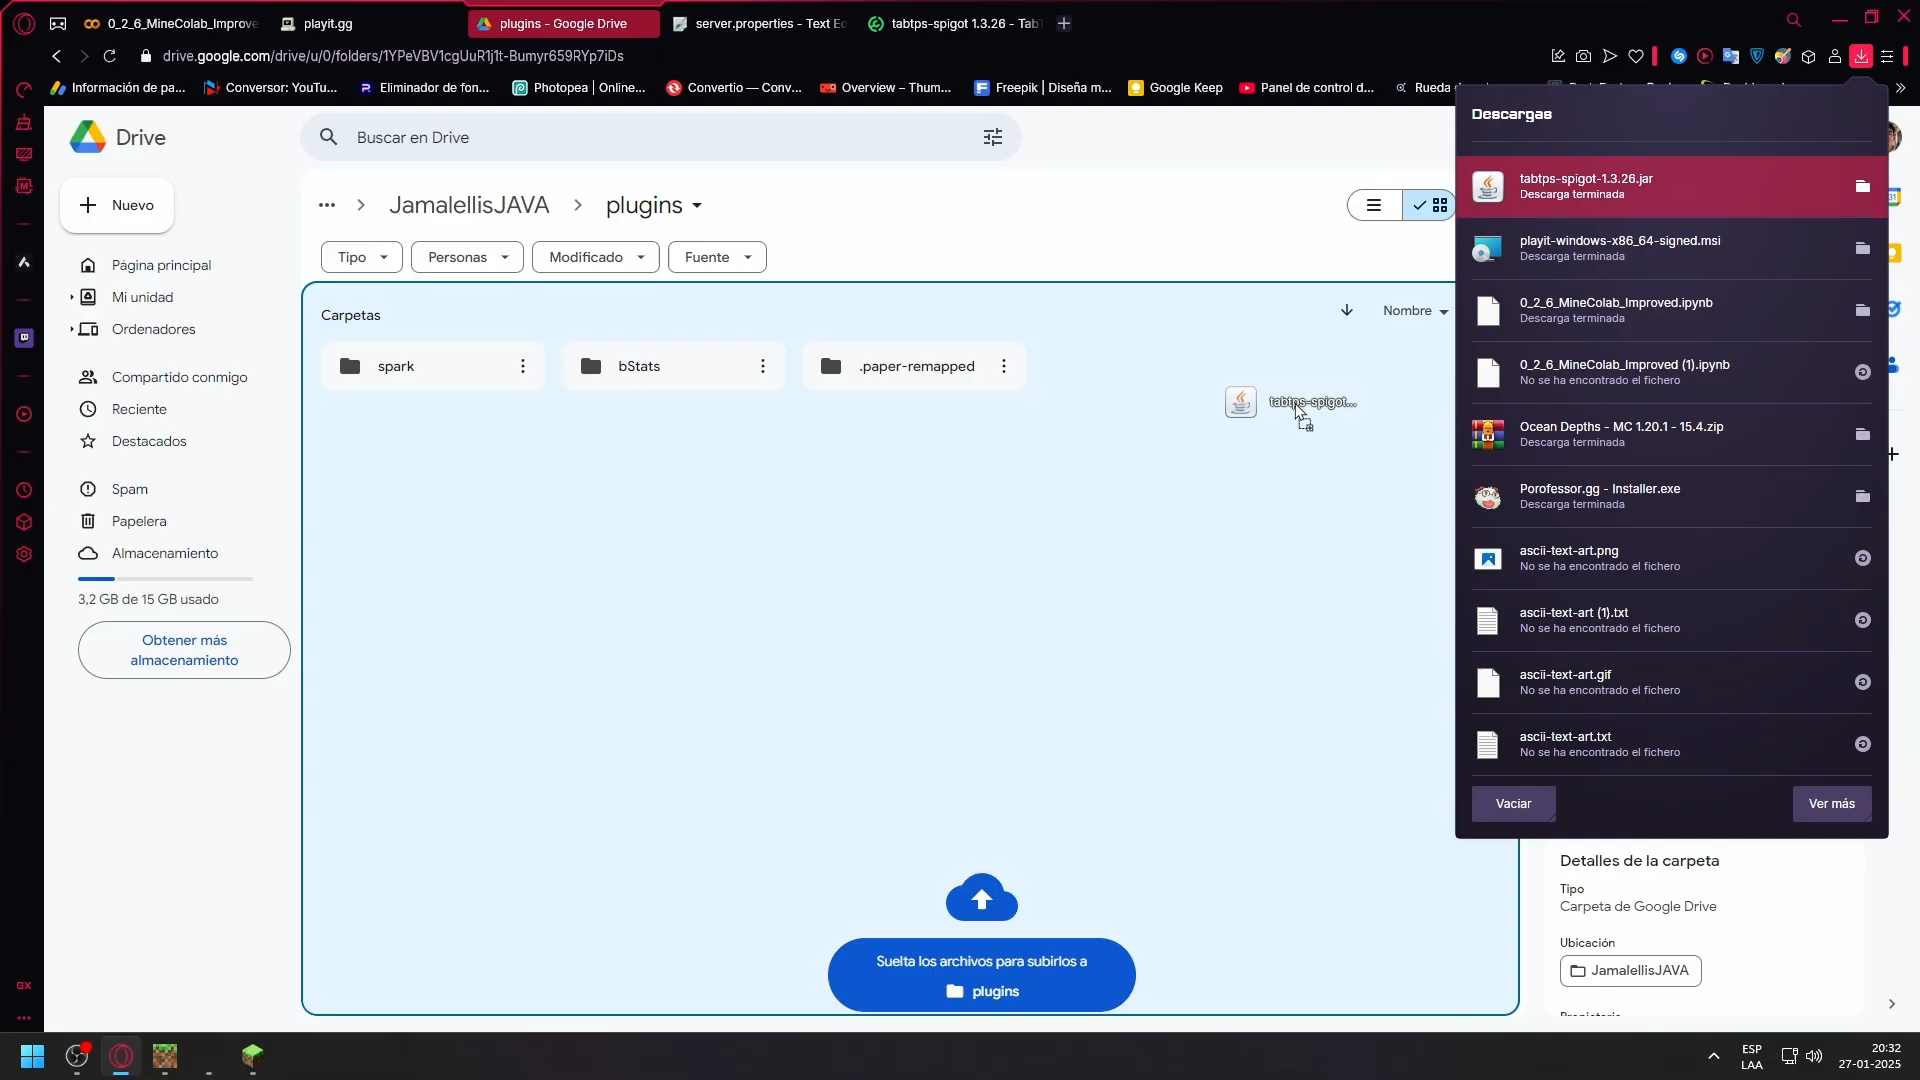 0_2_6_MineColab_Improve
playit.gg
plugins - Google Drive
server.properties - Text Ed
tabtps-spigot 1.3.26 - Tab
drive.google.com/drive/u/0/folders/1YPeVBV1cgUuR1j1t-Bumyr659RYp7iDs
Información de pa...
Conversor: YouTu...
Eliminador de fon...
Photopea | Online...
Convertio — Conv...
Overview – Thum...
Freepik | Diseña m...
Google Keep
Panel de control d...
Rueda
Drive
Buscar en Drive
Nuevo
Página principal
Mi unidad
Ordenadores
Compartido conmigo
Reciente
Destacados
Spam
Papelera
Almacenamiento
3,2 GB de 15 GB usado
Obtener más
almacenamiento
JamalellisJAVA
plugins
Tipo
Personas
Modificado
Fuente
Carpetas
Nombre
spark
bStats
.paper-remapped
tabtps-spigot...
Suelta los archivos para subirlos a
plugins
Descargas
tabtps-spigot-1.3.26.jar
Descarga terminada
playit-windows-x86_64-signed.msi
Descarga terminada
0_2_6_MineColab_Improved.ipynb
Descarga terminada
0_2_6_MineColab_Improved (1).ipynb
No se ha encontrado el fichero
Ocean Depths - MC 1.20.1 - 15.4.zip
Descarga terminada
Porofessor.gg - Installer.exe
Descarga terminada
ascii-text-art.png
No se ha encontrado el fichero
ascii-text-art (1).txt
No se ha encontrado el fichero
ascii-text-art.gif
No se ha encontrado el fichero
ascii-text-art.txt
No se ha encontrado el fichero
Vaciar
Ver más
Detalles de la carpeta
Tipo
Carpeta de Google Drive
Ubicación
JamalellisJAVA
GX
ESP
LAA
20:32
27-01-2025